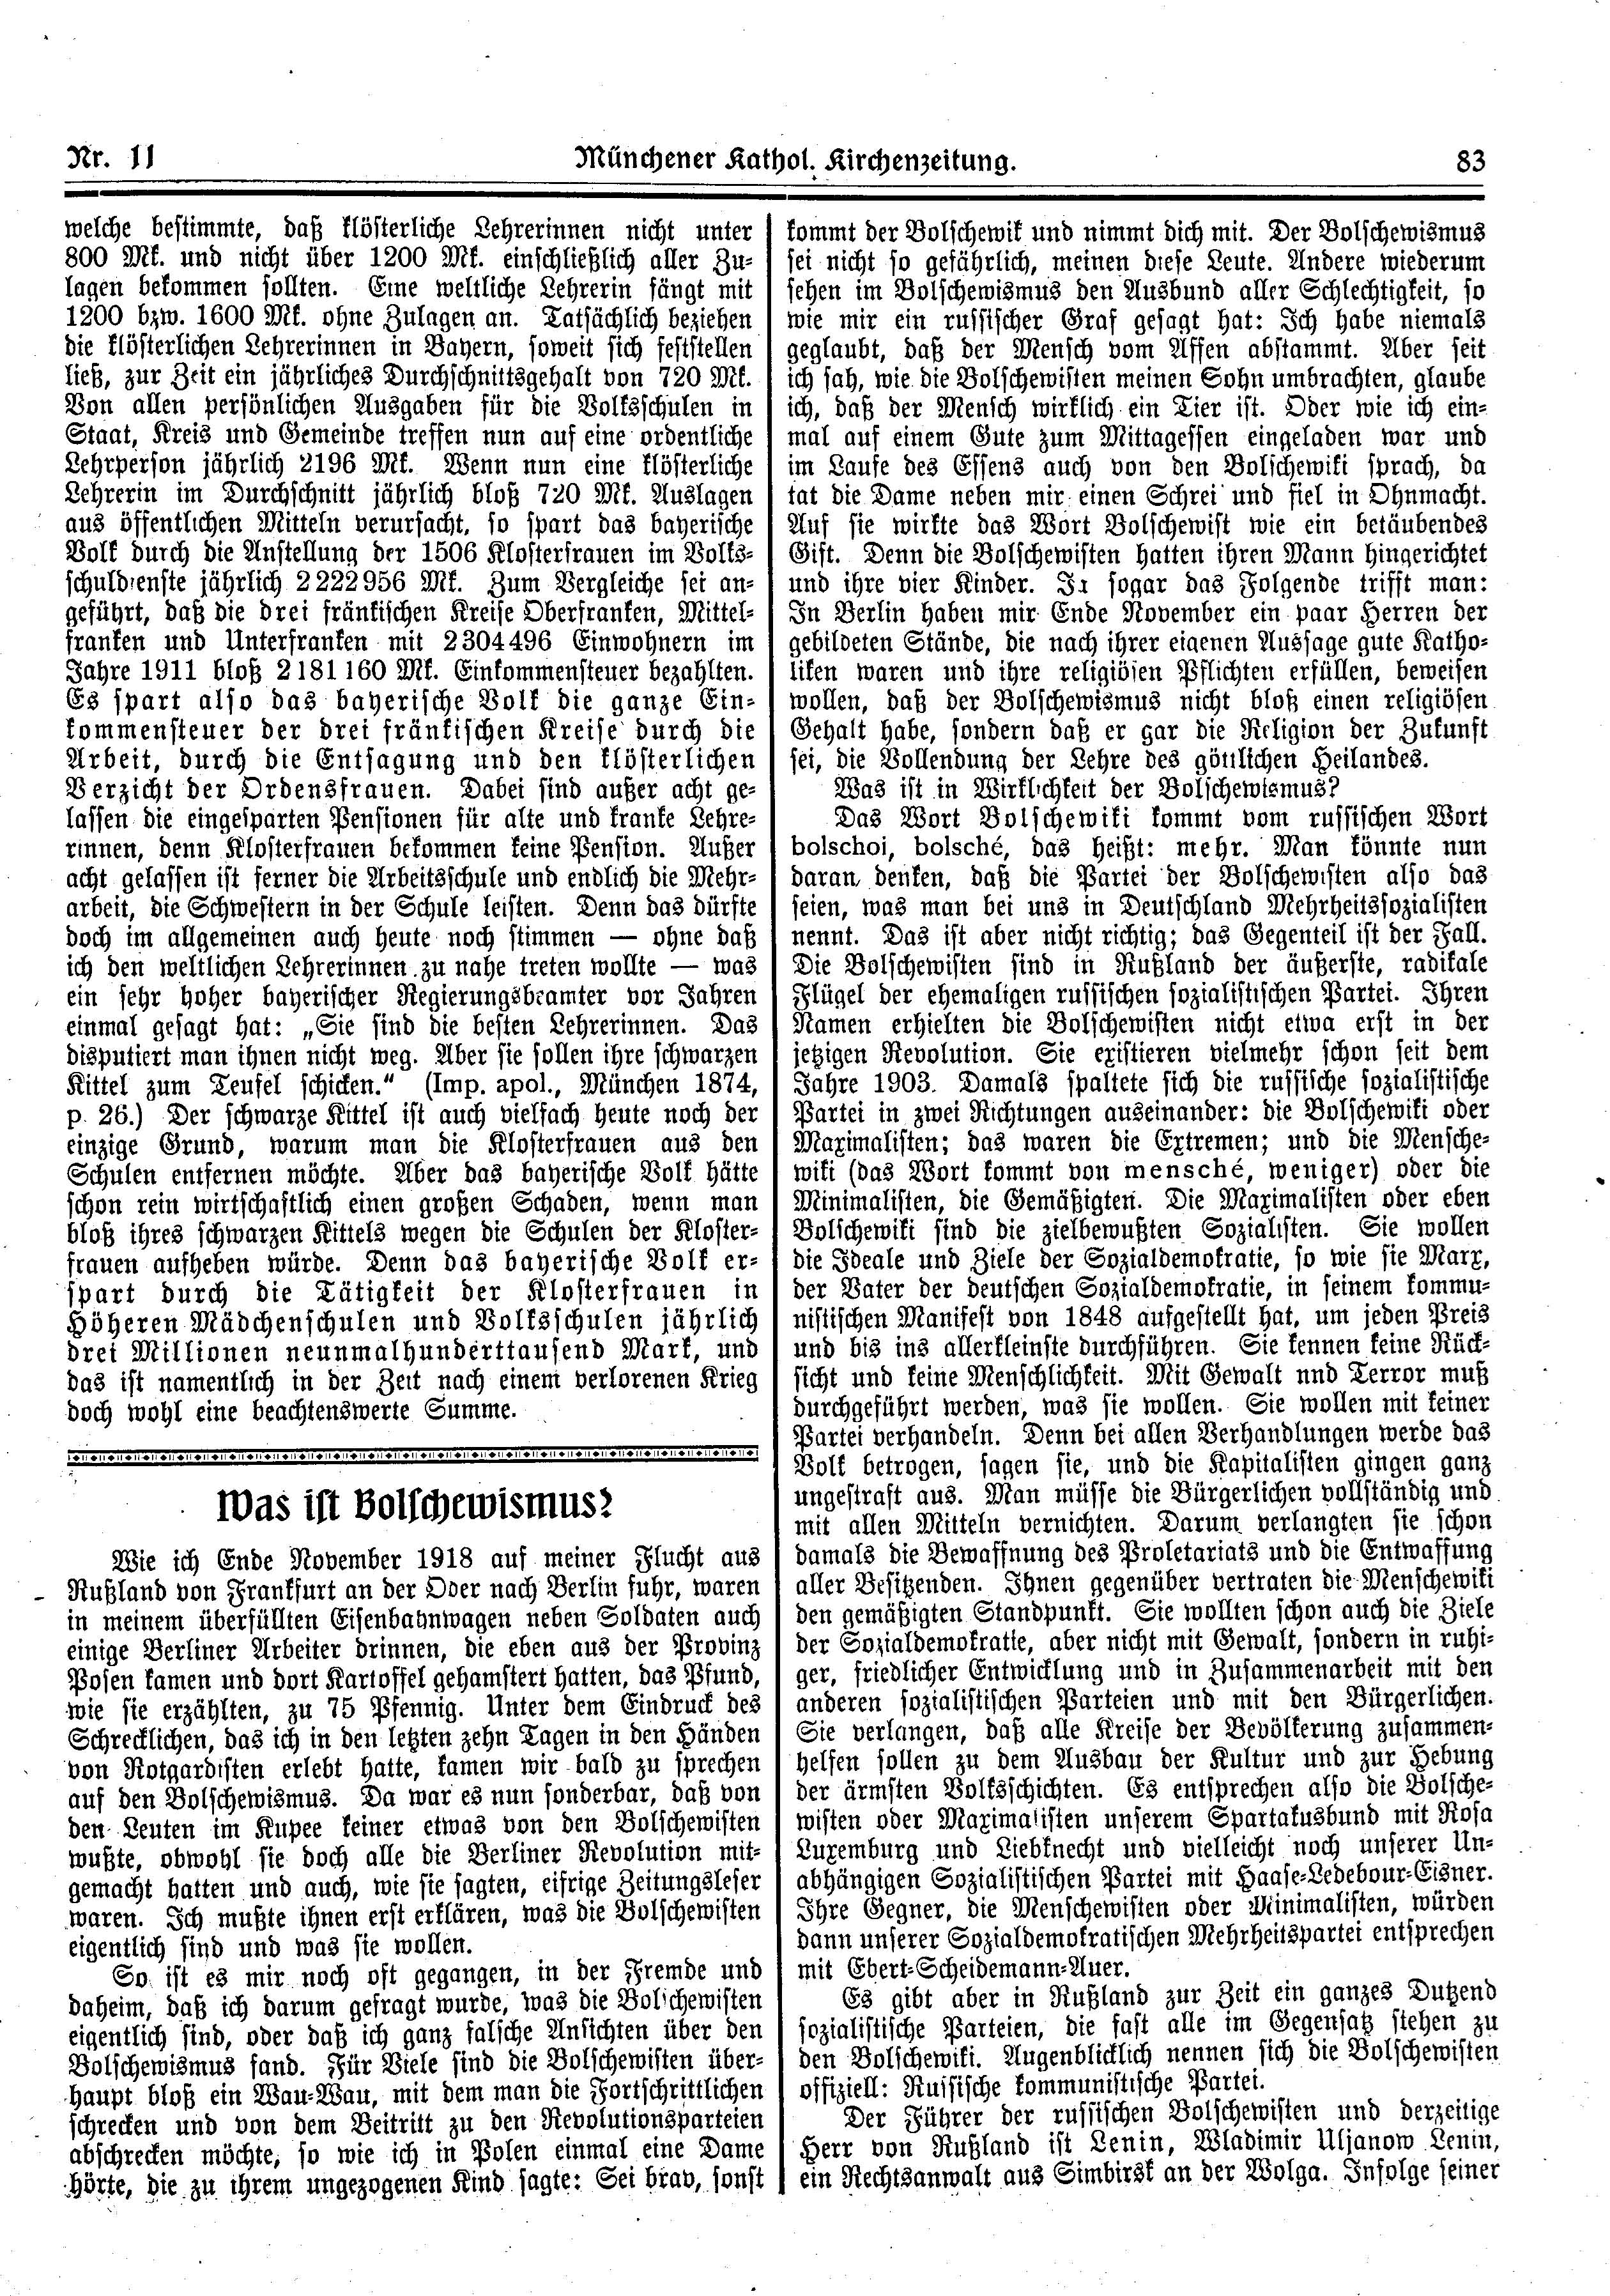 Nr. 11
Münchener Kathol. Kirchenzeitung.
83
welche bestimmte, daß klösterliche Lehrerinnen nicht unter
800 Mk. und nicht über 1200 Mk. einschließlich aller Zu-
lagen bekommen sollten. Eine weltliche Lehrerin fängt mit
1200 bzw. 1600 Mk. ohne Zulagen an. Tatsächlich beziehen
die klösterlichen Lehrerinnen in Bayern, soweit sich feststellen
ließ, zur Zeit ein jährliches Durchschnittsgehalt von 720 Mk.
Von allen persönlichen Ausgaben für die Volksschulen in
Staat, Kreis und Gemeinde treffen nun auf eine ordentliche
Lehrperson jährlich 2196 Mk. Wenn nun eine klösterliche
Lehrerin im Durchschnitt jährlich bloß 720 Mk. Auslagen
aus öffentlichen Mitteln verursacht, so spart das bayerische
Volk durch die Anstellung der 1506 Klosterfrauen im Volks-
schuldienste jährlich 2 222 956 Mk. Zum Vergleiche sei an-
geführt, daß die drei fränkischen Kreise Oberfranken, Mittel-
franken und Unterfranken mit 2 304 496 Einwohnern im
Jahre 1911 bloß 2 181 160 Mk. Einkommensteuer bezahlten.
Es spart also das bayerische Volk die ganze Ein-
kommensteuer der drei fränkischen Kreise durch die
Arbeit, durch die Entsagung und den klösterlichen
Verzicht der Ordensfrauen. Dabei sind außer acht ge-
lassen die eingesparten Pensionen für alte und kranke Lehre-
rinnen, denn Klosterfrauen bekommen keine Pension. Außer
acht gelassen ist ferner die Arbeitsschule und endlich die Mehr-
arbeit, die Schwestern in der Schule leisten. Denn das dürfte
doch im allgemeinen auch heute noch stimmen — ohne daß
ich den weltlichen Lehrerinnen zu nahe treten wollte — was
ein sehr hoher bayerischer Regierungsbeamter vor Jahren
einmal gesagt hat: „Sie sind die besten Lehrerinnen. Das
disputiert man ihnen nicht weg. Aber sie sollen ihre schwarzen
Kittel zum Teufel schicken.“ (Imp. apol., München 1874,
p. 26.) Der schwarze Kittel ist auch vielfach heute noch der
einzige Grund, warum man die Klosterfrauen aus den
Schulen entfernen möchte. Aber das bayerische Volk hätte
schon rein wirtschaftlich einen großen Schaden, wenn man
bloß ihres schwarzen Kittels wegen die Schulen der Kloster-
frauen aufheben würde. Denn das bayerische Volk er-
spart durch die Tätigkeit der Klosterfrauen in
Höheren Mädchenschulen und Volksschulen jährlich
drei Millionen neunmalhunderttausend Mark, und
das ist namentlich in der Zeit nach einem verlorenen Krieg
doch wohl eine beachtenswerte Summe.
Was ist Bolschewismus?
Wie ich Ende November 1918 auf meiner Flucht aus
Rußland von Frankfurt an der Oder nach Berlin fuhr, waren
in meinem überfüllten Eisenbahnwagen neben Soldaten auch
einige Berliner Arbeiter drinnen, die eben aus der Provinz
Posen kamen und dort Kartoffel gehamstert hatten, das Pfund,
wie sie erzählten, zu 75 Pfennig. Unter dem Eindruck des
Schrecklichen, das ich in den letzten zehn Tagen in den Händen
von Rotgardisten erlebt hatte, kamen wir bald zu sprechen
auf den Bolschewismus. Da war es nun sonderbar, daß von
den Leuten im Kupee keiner etwas von den Bolschewisten
wußte, obwohl sie doch alle die Berliner Revolution mit-
gemacht hatten und auch, wie sie sagten, eifrige Zeitungsleser
waren. Ich mußte ihnen erst erklären, was die Bolschewisten
eigentlich sind und was sie wollen.
So ist es mir noch oft gegangen, in der Fremde und
daheim, daß ich darum gefragt wurde, was die Bolschewisten
eigentlich sind, oder daß ich ganz falsche Ansichten über den
Bolschewismus fand. Für Viele sind die Bolschewisten über-
haupt bloß ein Wau-Wau, mit dem man die Fortschrittlichen
schrecken und von dem Beitritt zu den Revolutionsparteien
abschrecken möchte, so wie ich in Polen einmal eine Dame
hörte, die zu ihrem ungezogenen Kind sagte: Sei brav, sonst
kommt der Bolschewik und nimmt dich mit. Der Bolschewismus
sei nicht so gefährlich, meinen diese Leute. Andere wiederum
sehen im Bolschewismus den Ausbund aller Schlechtigkeit, so
wie mir ein russischer Graf gesagt hat: Ich habe niemals
geglaubt, daß der Mensch vom Affen abstammt. Aber seit
ich sah, wie die Bolschewisten meinen Sohn umbrachten, glaube
ich, daß der Mensch wirklich ein Tier ist. Oder wie ich ein-
mal auf einem Gute zum Mittagessen eingeladen war und
im Laufe des Essens auch von den Bolschewiki sprach, da
tat die Dame neben mir einen Schrei und fiel in Ohnmacht.
Auf sie wirkte das Wort Bolschewist wie ein betäubendes
Gift. Denn die Bolschewisten hatten ihren Mann hingerichtet
und ihre vier Kinder. Ja sogar das Folgende trifft man:
In Berlin haben mir Ende November ein paar Herren der
gebildeten Stände, die nach ihrer eigenen Aussage gute Katho-
liken waren und ihre religiösen Pflichten erfüllen, beweisen
wollen, daß der Bolschewismus nicht bloß einen religiösen
Gehalt habe, sondern daß er gar die Religion der Zukunft
sei, die Vollendung der Lehre des göttlichen Heilandes.
Was ist in Wirklichkeit der Bolschewismus?
Das Wort Bolschewiki kommt vom russischen Wort
bolschoi, bolsché, das heißt: mehr. Man könnte nun
daran denken, daß die Partei der Bolschewisten also das
seien, was man bei uns in Deutschland Mehrheitssozialisten
nennt. Das ist aber nicht richtig; das Gegenteil ist der Fall.
Die Bolschewisten sind in Rußland der äußerste, radikale
Flügel der ehemaligen russischen sozialistischen Partei. Ihren
Namen erhielten die Bolschewisten nicht etwa erst in der
jetzigen Revolution. Sie existieren vielmehr schon seit dem
Jahre 1903. Damals spaltete sich die russische sozialistische
Partei in zwei Richtungen auseinander: die Bolschewiki oder
Maximalisten; das waren die Extremen; und die Mensche-
wiki (das Wort kommt von mensché, weniger) oder die
Minimalisten, die Gemäßigten. Die Maximalisten oder eben
Bolschewiki sind die zielbewußten Sozialisten. Sie wollen
die Ideale und Ziele der Sozialdemokratie, so wie sie Marx,
der Vater der deutschen Sozialdemokratie, in seinem kommu-
nistischen Manifest von 1848 aufgestellt hat, um jeden Preis
und bis ins allerkleinste durchführen. Sie kennen keine Rück-
sicht und keine Menschlichkeit. Mit Gewalt nnd Terror muß
durchgeführt werden, was sie wollen. Sie wollen mit keiner
Partei verhandeln. Denn bei allen Verhandlungen werde das
Volk betrogen, sagen sie, und die Kapitalisten gingen ganz
ungestraft aus. Man müsse die Bürgerlichen vollständig und
mit allen Mitteln vernichten. Darum verlangten sie schon
damals die Bewaffnung des Proletariats und die Entwaffung
aller Besitzenden. Ihnen gegenüber vertraten die Menschewiki
den gemäßigten Standpunkt. Sie wollten schon auch die Ziele
der Sozialdemokratie, aber nicht mit Gewalt, sondern in ruhi-
ger, friedlicher Entwicklung und in Zusammenarbeit mit den
anderen sozialistischen Parteien und mit den Bürgerlichen.
Sie verlangen, daß alle Kreise der Bevölkerung zusammen-
helfen sollen zu dem Ausbau der Kultur und zur Hebung
der ärmsten Volksschichten. Es entsprechen also die Bolsche-
wisten oder Maximalisten unserem Spartakusbund mit Rosa
Luxemburg und Liebknecht und vielleicht noch unserer Un-
abhängigen Sozialistischen Partei mit Haase-Ledebour-Eisner.
Ihre Gegner, die Menschewisten oder Minimalisten, würden
dann unserer Sozialdemokratischen Mehrheitspartei entsprechen
mit Ebert-Scheidemann-Auer.
Es gibt aber in Rußland zur Zeit ein ganzes Dutzend
sozialistische Parteien, die fast alle im Gegensatz stehen zu
den Bolschewiki. Augenblicklich nennen sich die Bolschewisten
offiziell: Russische kommunistische Partei.
Der Führer der russischen Bolschewisten und derzeitige
Herr von Rußland ist Lenin, Wladimir Uljanow Lenin,
ein Rechtsanwalt aus Simbirsk an der Wolga. Infolge seiner